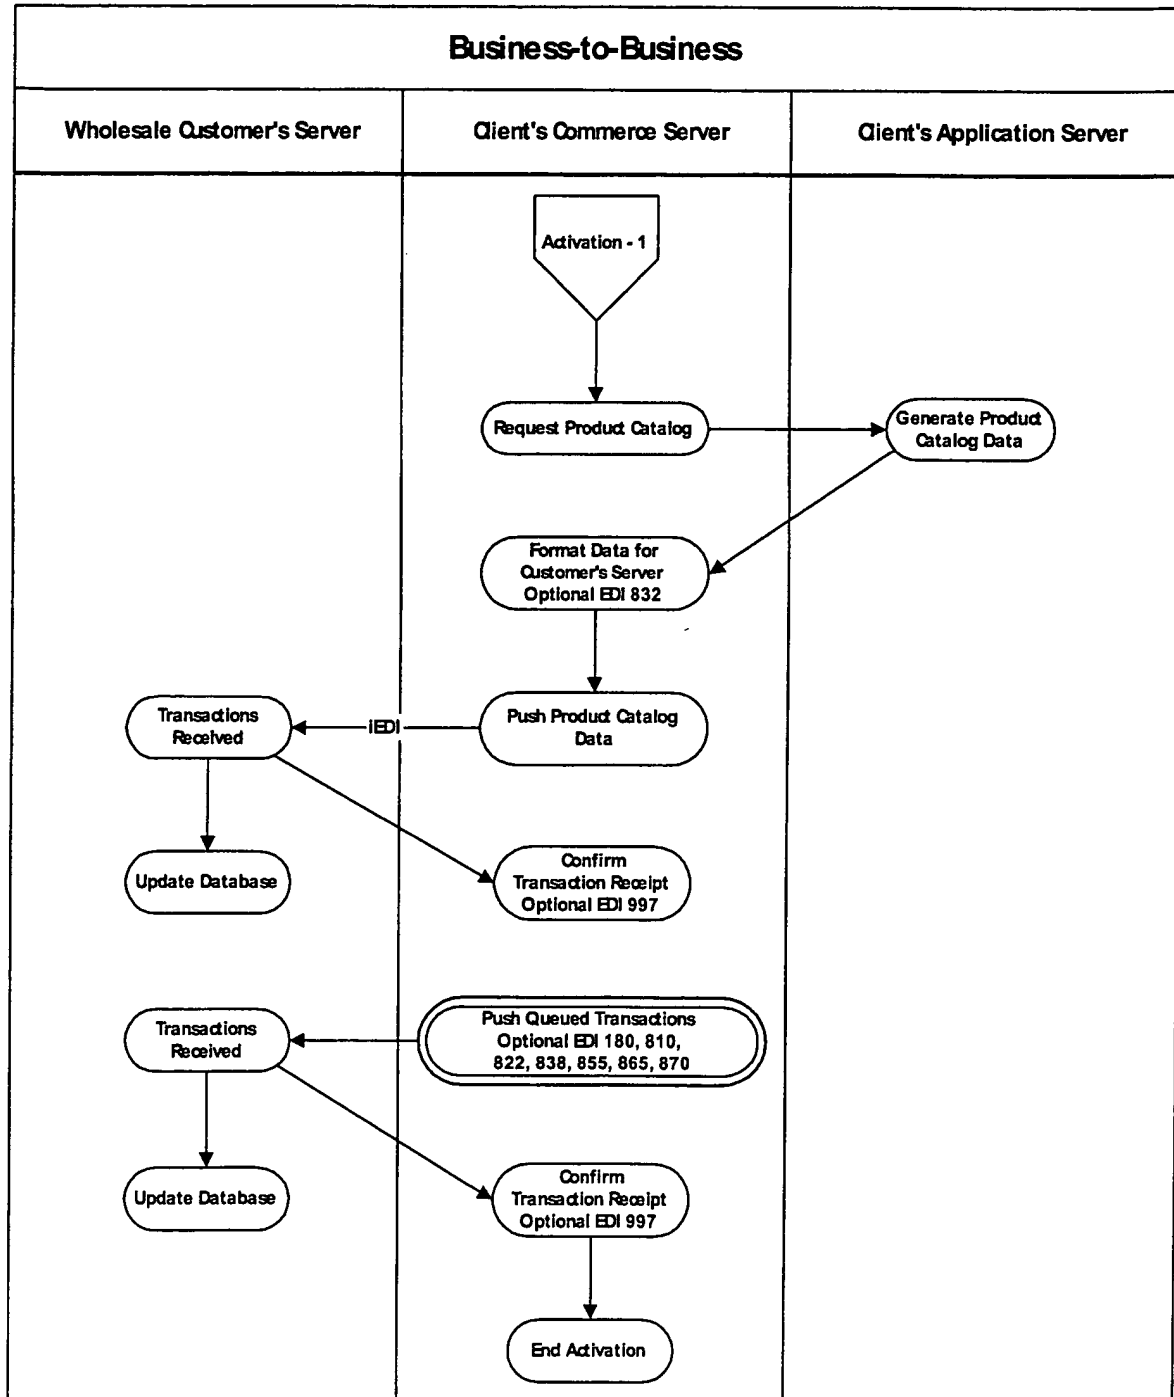 Business-to-Business
Wholesale Customer's Server
Client's Commerce Server
Client's Application Server
Activation - 1
Request Product Catalog
Generate Product
Catalog Data
Format Data for
Customer's Server
Optional EDI 832
Transactions
Received
iEDI
Push Product Catalog
Data
Update Database
Confirm
Transaction Receipt
Optional EDI 997
Transactions
Received
Push Queued Transactions
Optional EDI 180, 810,
822, 838, 855, 865, 870
Update Database
Confirm
Transaction Receipt
Optional EDI 997
End Activation